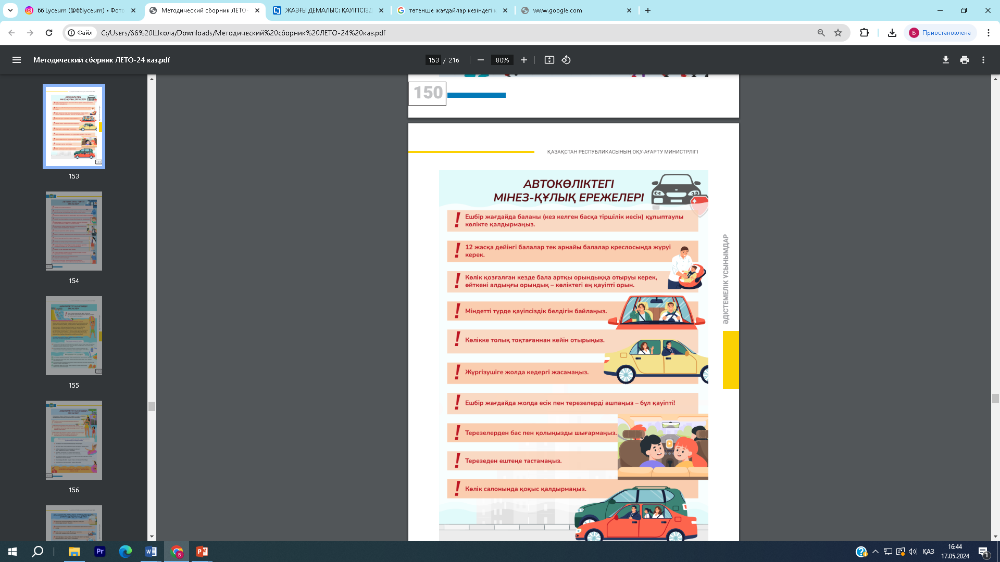 66 Lyceum (@66lyceum) • Фото
Методический сборник ЛЕТО-
ЖАЗҒЫ ДЕМАЛЫС: ҚАУІПСІЗД
төтенше жағдайлар кезіндегі к
www.google.com
Файл
C:/Users/66%20Школа/Downloads/Методический%20сборник%20ЛЕТО-24%20каз.pdf
Б Приостановлена
Методический сборник ЛЕТО-24 каз.pdf
153 / 216
80%
153
154
155
156
150
ҚАЗАҚСТАН РЕСПУБЛИКАСЫНЫҢ ОҚУ-АҒАРТУ МИНИСТРЛІГІ
АВТОКӨЛІКТЕГІ
МІНЕЗ-ҚҰЛЫҚ ЕРЕЖЕЛЕРІ
! Ешбір жағдайда баланы (кез келген басқа тіршілік иесін) құлыптаулы
көлікте қалдырмаңыз.
! 12 жасқа дейінгі балалар тек арнайы балалар креслосында жүруі
керек.
! Көлік қозғалған кезде бала артқы орындыққа отыруы керек,
өйткені алдыңғы орындық – көліктегі ең қауіпті орын.
! Міндетті түрде қауіпсіздік белдігін байлаңыз.
! Көлікке толық тоқтағаннан кейін отырыңыз.
! Жүргізушіге жолда кедергі жасамаңыз.
! Ешбір жағдайда жолда есік пен терезелерді ашпаңыз – бұл қауіпті!
! Терезелерден бас пен қолыңызды шығармаңыз.
! Терезеден ештеңе тастамаңыз.
! Көлік салонында қоқыс қалдырмаңыз.
ӘДІСТЕМЕЛІК ҰСЫНЫМДАР
Pr
ҚАЗ
16:44
17.05.2024
1